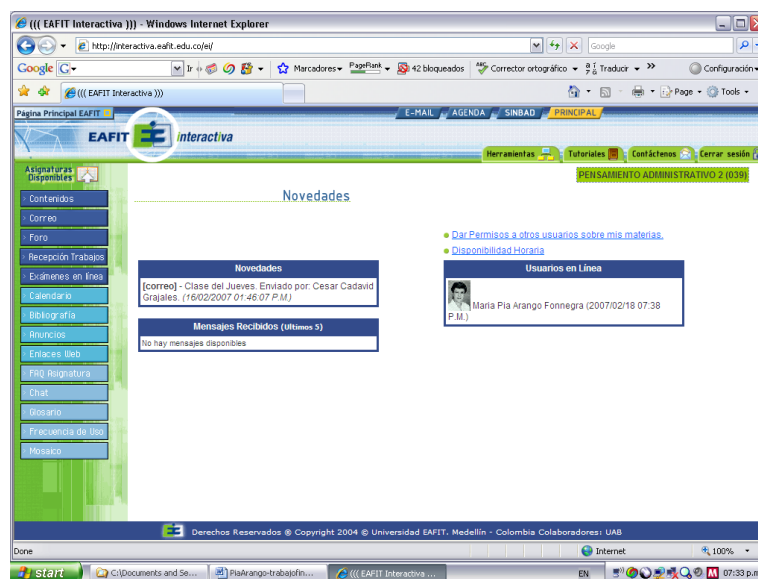 ((( EAFIT Interactiva ))) - Windows Internet Explorer
http://interactiva.eafit.edu.co/ei/
Google
Google G Ir Marcadores PageRank 42 bloqueados Corrector ortográfico Traducir Configuración
((( EAFIT Interactiva ))) Page Tools
Página Principal EAFIT E-MAIL AGENDA SINBAD PRINCIPAL
EAFIT interactiva
Herramientas Tutoriales Contáctenos Cerrar sesión
Asignaturas
Disponibles
PENSAMIENTO ADMINISTRATIVO 2 (039)
Contenidos
Correo
Foro
Recepción Trabajos
Exámenes en línea
Calendario
Bibliografía
Anuncios
Enlaces Web
FAQ Asignatura
Chat
Glosario
Frecuencia de Uso
Mosaico
Novedades
Dar Permisos a otros usuarios sobre mis materias.
Disponibilidad Horaria
Novedades
[correo] - Clase del Jueves. Enviado por: Cesar Cadavid
Grajales. (16/02/2007 01:46:07 P.M.)
Mensajes Recibidos (Ultimos 5)
No hay mensajes disponibles
Usuarios en Línea
Maria Pia Arango Fonnegra (2007/02/18 07:38
P.M.)
Derechos Reservados ® Copyright 2004 © Universidad EAFIT. Medellín - Colombia Colaboradores: UAB
Done Internet 100%
start C:\Documents and Se... PiaArango-trabajofin... ((( EAFIT Interactiva ... EN 07:33 p.m.